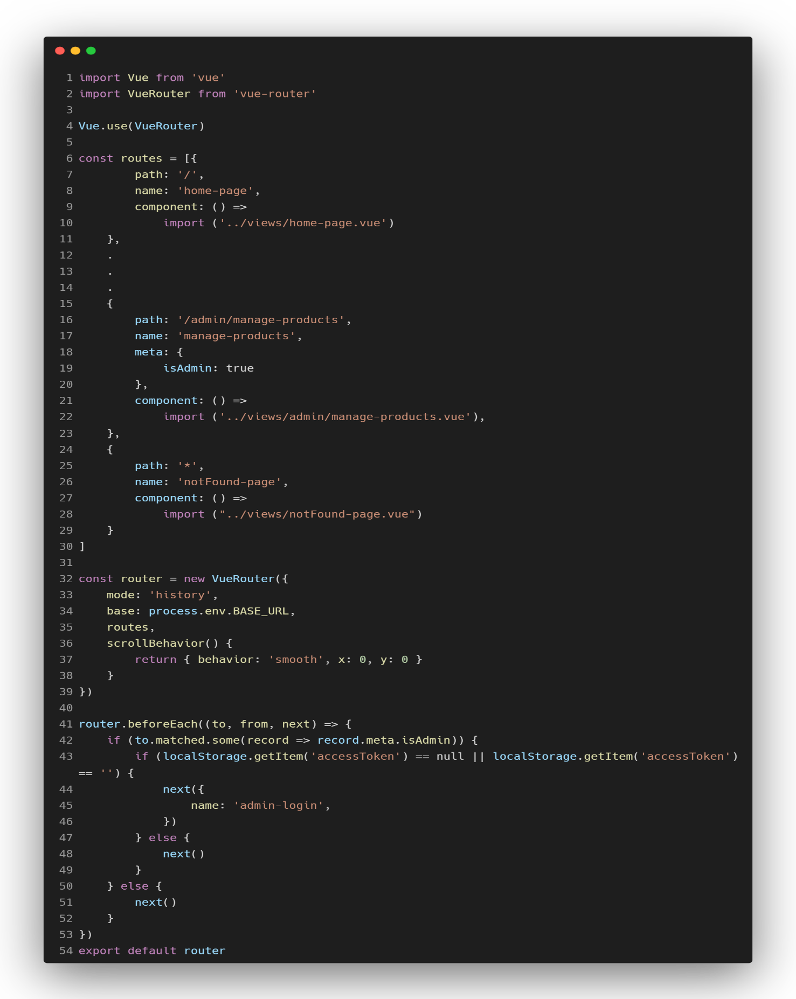 1 import Vue from 'vue'
2 import VueRouter from 'vue-router'
3
4 Vue.use(VueRouter)
5
6 const routes = [{
7         path: '/',
8         name: 'home-page',
9         component: () =>
10             import ('../views/home-page.vue')
11     },
12     .
13     .
14     .
15     {
16         path: '/admin/manage-products',
17         name: 'manage-products',
18         meta: {
19             isAdmin: true
20         },
21         component: () =>
22             import ('../views/admin/manage-products.vue'),
23     },
24     {
25         path: '*',
26         name: 'notFound-page',
27         component: () =>
28             import ("../views/notFound-page.vue")
29     }
30 ]
31
32 const router = new VueRouter({
33     mode: 'history',
34     base: process.env.BASE_URL,
35     routes,
36     scrollBehavior() {
37         return { behavior: 'smooth', x: 0, y: 0 }
38     }
39 })
40
41 router.beforeEach((to, from, next) => {
42     if (to.matched.some(record => record.meta.isAdmin)) {
43         if (localStorage.getItem('accessToken') == null || localStorage.getItem('accessToken')
== '') {
44             next({
45                 name: 'admin-login',
46             })
47         } else {
48             next()
49         }
50     } else {
51         next()
52     }
53 })
54 export default router